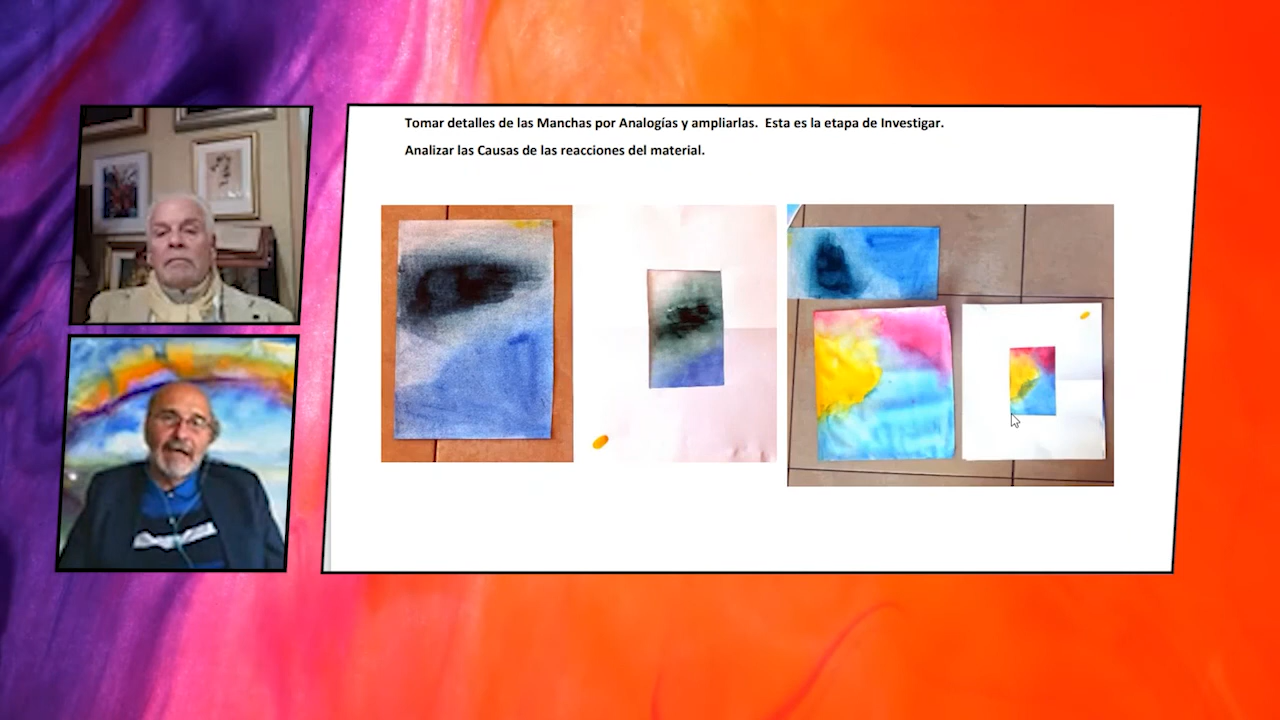 Tomar detalles de las Manchas por Analogías y ampliarlas.  Esta es la etapa de Investigar.
Analizar las Causas de las reacciones del material.